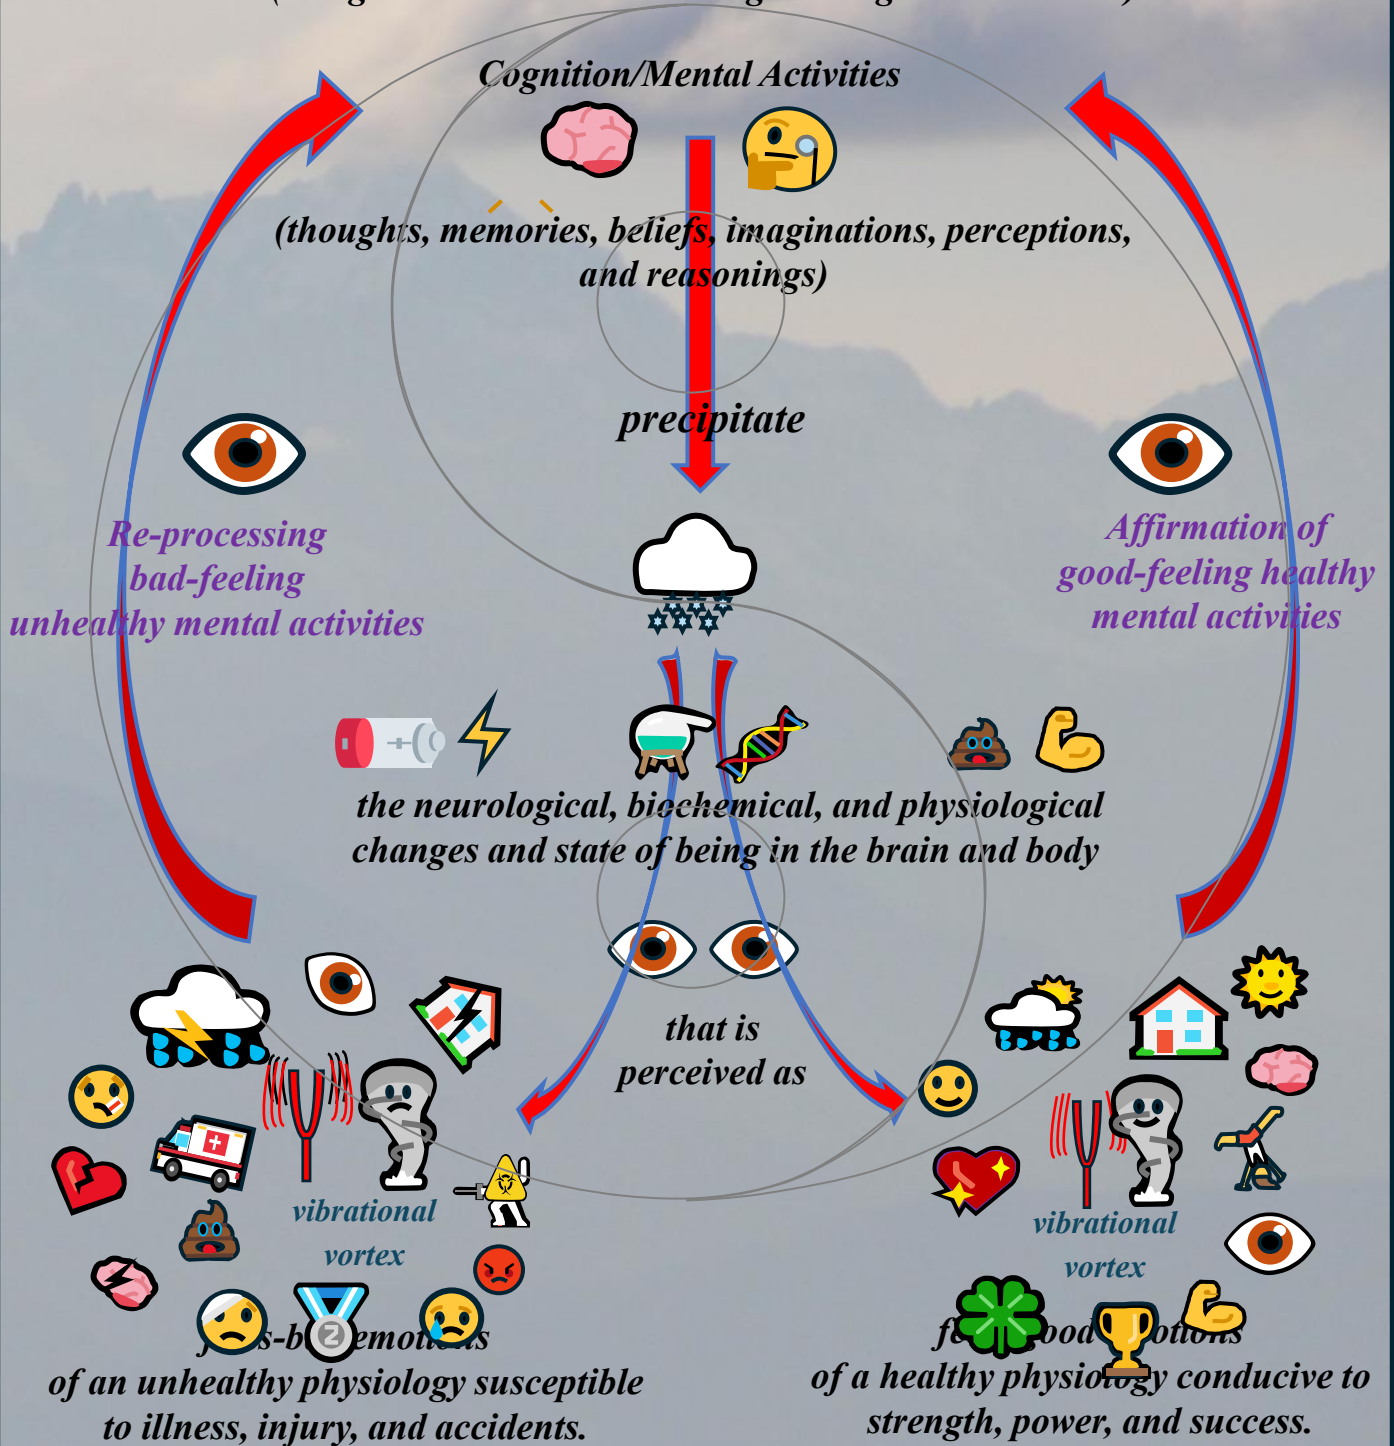 Cognition/Mental Activities
(thoughts, memories, beliefs, imaginations, perceptions,
and reasonings)
precipitate
Re-processing
bad-feeling
unhealthy mental activities
Affirmation of
good-feeling healthy
mental activities
the neurological, biochemical, and physiological
changes and state of being in the brain and body
that is
perceived as
vibrational
vortex
2
of an unhealthy physiology susceptible
to illness, injury, and accidents.
vibrational
vortex
of a healthy physiology conducive to
strength, power, and success.